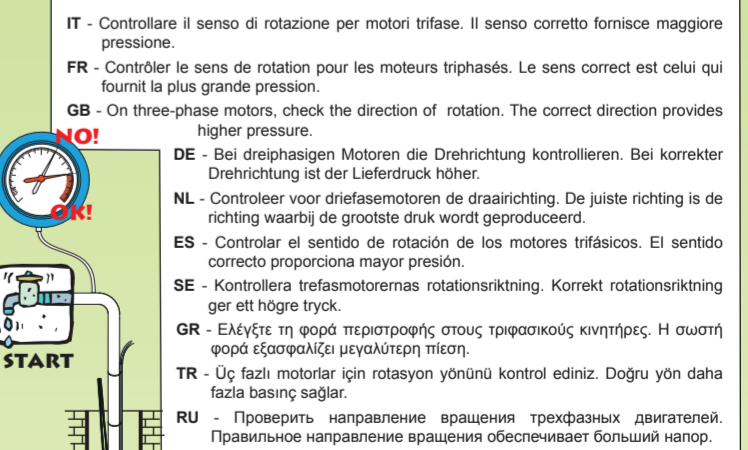 IT - Controllare il senso di rotazione per motori trifase. Il senso corretto fornisce maggiore
pressione.
FR - Contrôler le sens de rotation pour les moteurs triphasés. Le sens correct est celui qui
fournit la plus grande pression.
GB - On three-phase motors, check the direction of rotation. The correct direction provides
higher pressure.
NO!
DE - Bei dreiphasigen Motoren die Drehrichtung kontrollieren. Bei korrekter
Drehrichtung ist der Lieferdruck höher.
NL - Controleer voor driefasemotoren de draairichting. De juiste richting is de
richting waarbij de grootste druk wordt geproduceerd.
OK!
ES - Controlar el sentido de rotación de los motores trifásicos. El sentido
correcto proporciona mayor presión.
SE - Kontrollera trefasmotorernas rotationsriktning. Korrekt rotationsriktning
ger ett högre tryck.
GR - Ελέγξτε τη φορά περιστροφής στους τριφασικούς κινητήρες. Η σωστή
φορά εξασφαλίζει μεγαλύτερη πίεση.
START
TR - Üç fazlı motorlar için rotasyon yönünü kontrol ediniz. Doğru yön daha
fazla basınç sağlar.
RU - Проверить направление вращения трехфазных двигателей.
Правильное направление вращения обеспечивает больший напор.